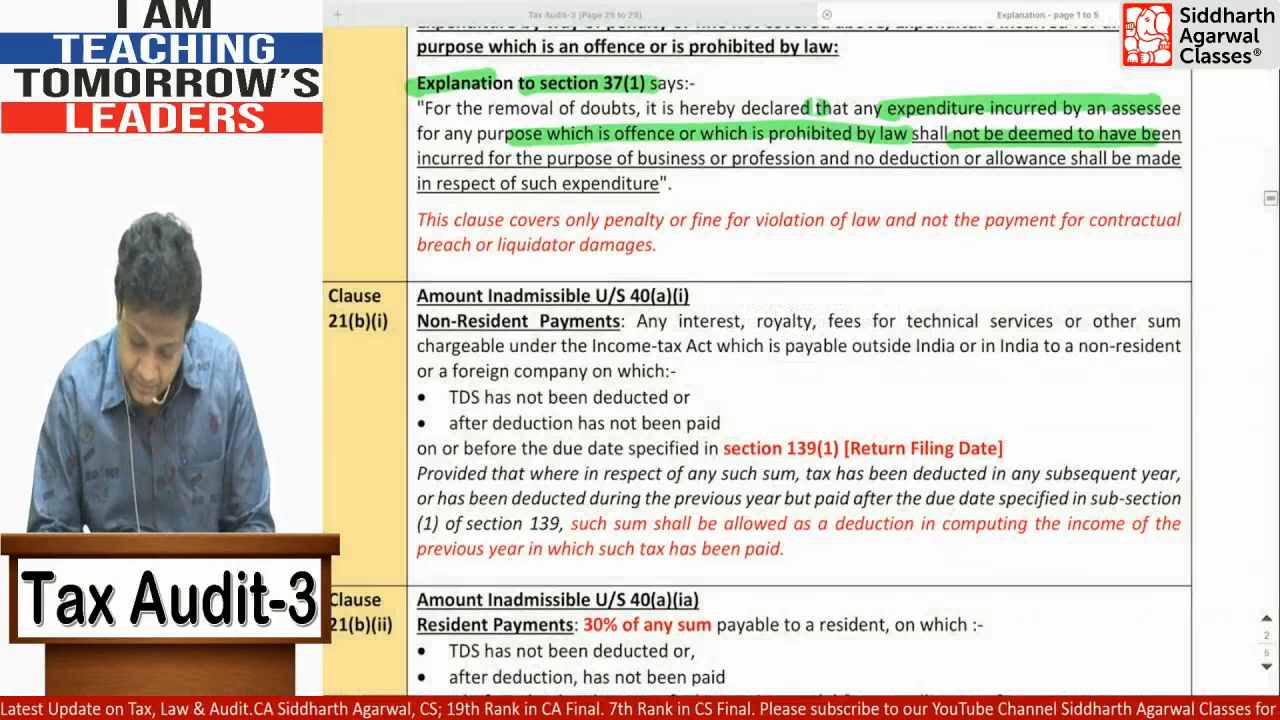 I AM
TEACHING
TOMORROW'S
LEADERS
Tax Audit-3
Tax Audit-3 (Page 25 to 29)
Explanation - page 1 to 5
Siddharth
Agarwal
Classes®
purpose which is an offence or is prohibited by law:
Explanation to section 37(1) says:-
"For the removal of doubts, it is hereby declared that any expenditure incurred by an assessee
for any purpose which is offence or which is prohibited by law shall not be deemed to have been
incurred for the purpose of business or profession and no deduction or allowance shall be made
in respect of such expenditure".
This clause covers only penalty or fine for violation of law and not the payment for contractual
breach or liquidator damages.
Clause
21(b)(i)
Amount Inadmissible U/S 40(a)(i)
Non-Resident Payments: Any interest, royalty, fees for technical services or other sum
chargeable under the Income-tax Act which is payable outside India or in India to a non-resident
or a foreign company on which:-
• TDS has not been deducted or
• after deduction has not been paid
on or before the due date specified in section 139(1) [Return Filing Date]
Provided that where in respect of any such sum, tax has been deducted in any subsequent year,
or has been deducted during the previous year but paid after the due date specified in sub-section
(1) of section 139, such sum shall be allowed as a deduction in computing the income of the
previous year in which such tax has been paid.
Clause
21(b)(ii)
Amount Inadmissible U/S 40(a)(ia)
Resident Payments: 30% of any sum payable to a resident, on which :-
• TDS has not been deducted or,
• after deduction, has not been paid
2
5
Latest Update on Tax, Law & Audit.CA Siddharth Agarwal, CS; 19th Rank in CA Final. 7th Rank in CS Final. Please subscribe to our YouTube Channel Siddharth Agarwal Classes for